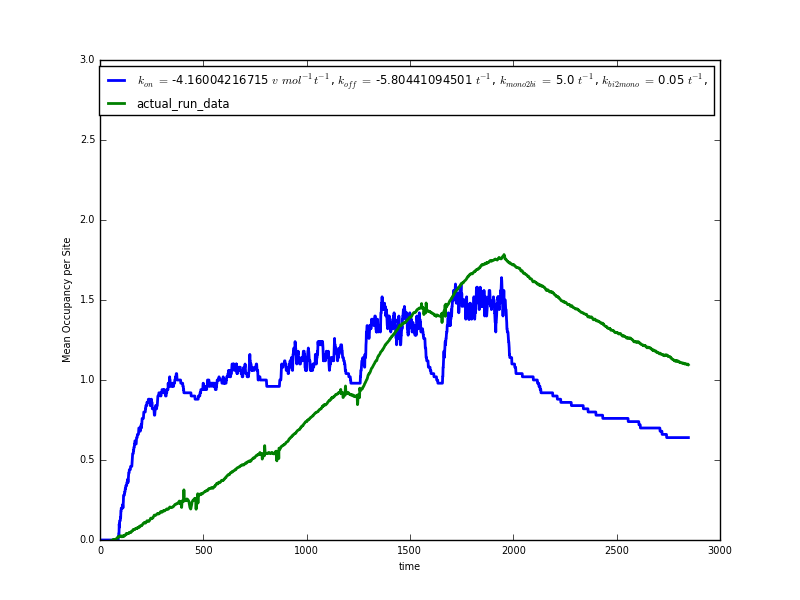 3.0
k_on = -4.16004216715 v mol^−1 t^−1, k_off = -5.80441094501 t^−1, k_mono2bi = 5.0 t^−1, k_bi2mono = 0.05 t^−1,
actual_run_data
2.5
2.0
1.5
1.0
0.5
0.0
Mean Occupancy per Site
0 500 1000 1500 2000 2500 3000
time